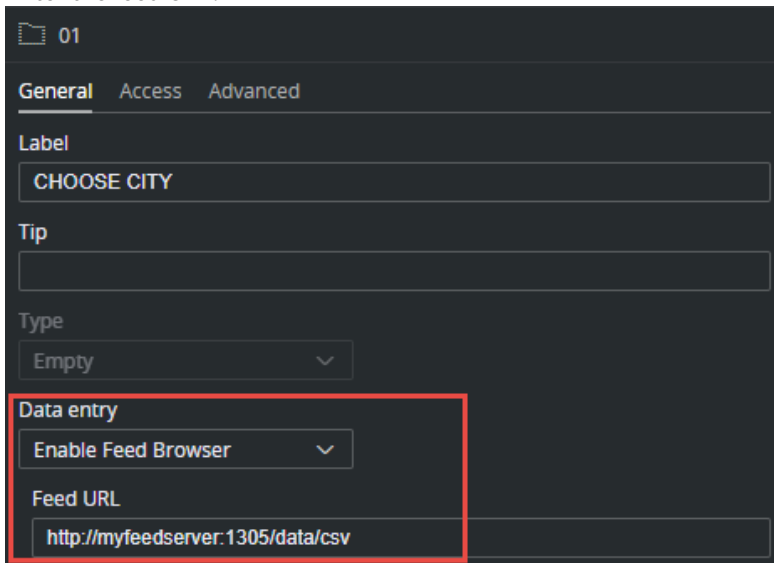 01
General Access Advanced
Label
CHOOSE CITY
Tip
Type
Empty
Data entry
Enable Feed Browser
Feed URL
http://myfeedserver:1305/data/csv